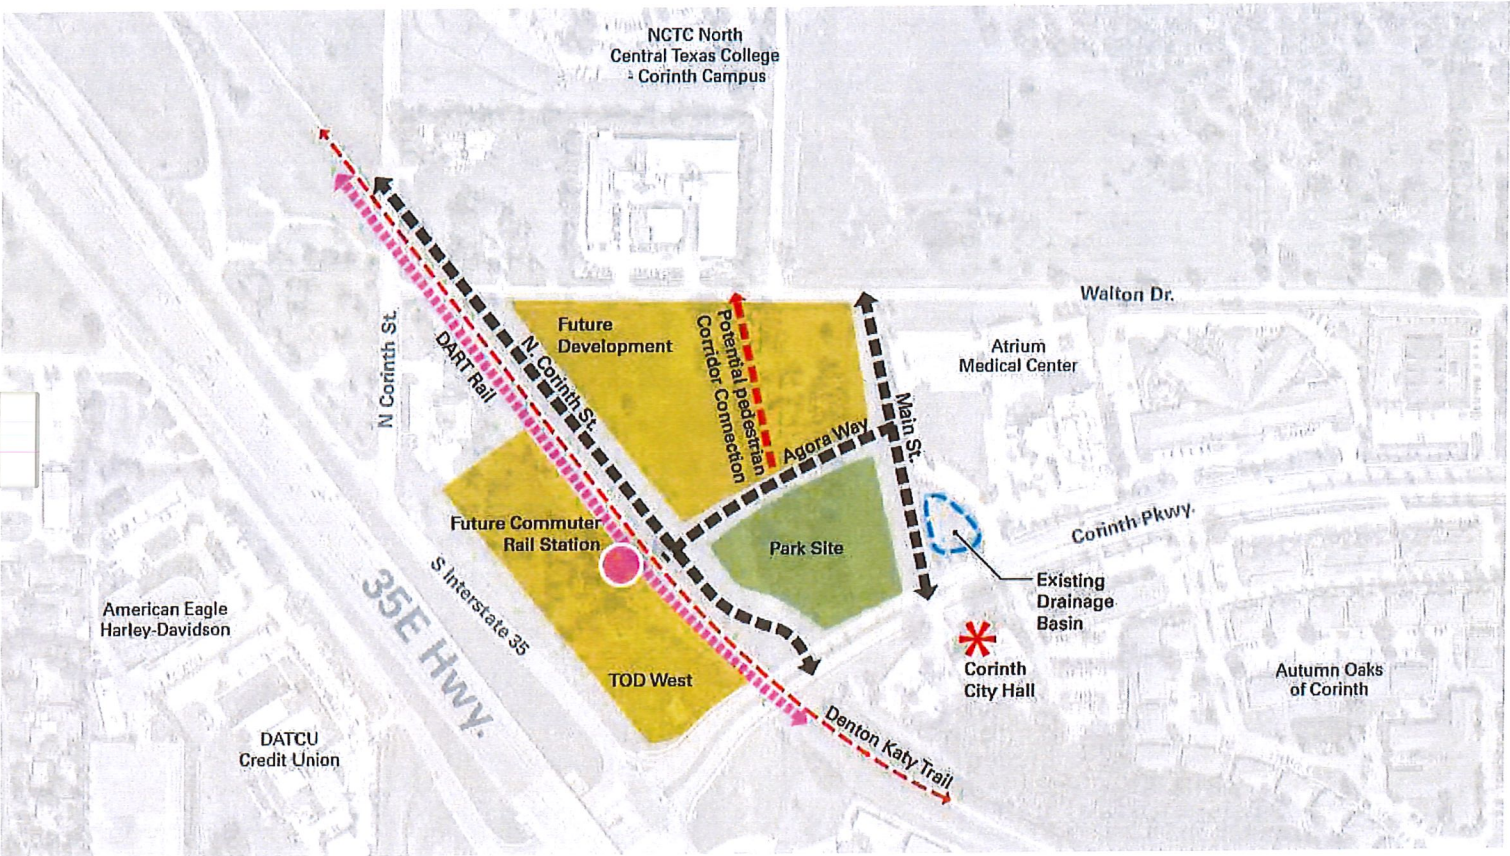 NCTC North
Central Texas College
- Corinth Campus
Walton Dr.
Future
Development
Potential pedestrian
Corridor Connection
N Corinth St.
DART Rail
N. Corinth St.
Atrium
Medical Center
Main St.
Agora Way
Future Commuter
Rail Station
Park Site
Corinth Pkwy.
Existing
Drainage
Basin
S Interstate 35
35E Hwy.
American Eagle
Harley-Davidson
Corinth
City Hall
Autumn Oaks
of Corinth
TOD West
DATCU
Credit Union
Denton Katy Trail